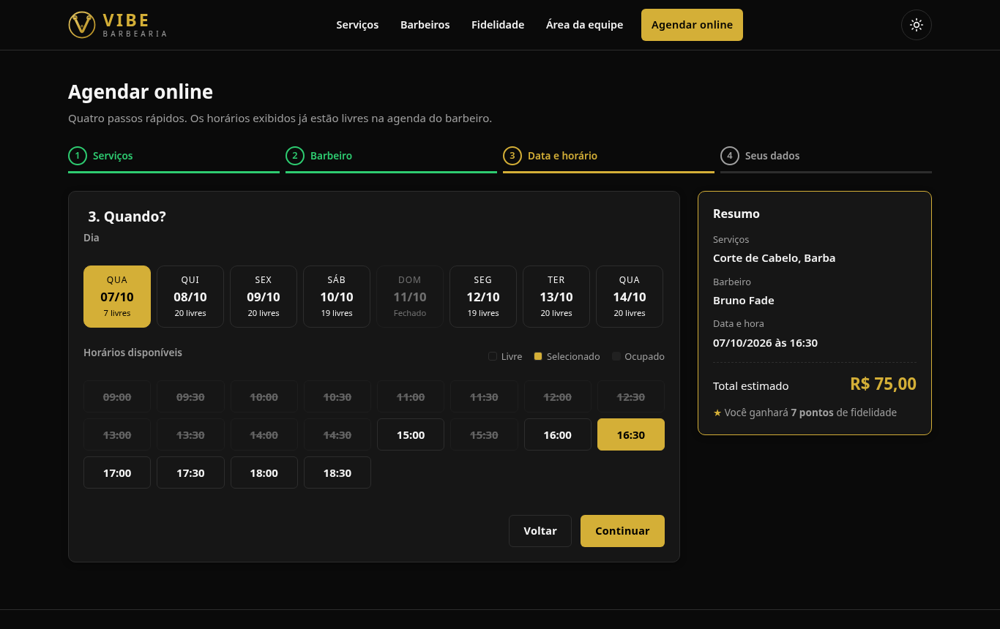 VIBE
BARBEARIA
Serviços Barbeiros Fidelidade Área da equipe Agendar online
Agendar online
Quatro passos rápidos. Os horários exibidos já estão livres na agenda do barbeiro.
1 Serviços 2 Barbeiro 3 Data e horário 4 Seus dados
3. Quando?
Dia
QUA QUI SEX SÁB DOM SEG TER QUA
07/10 08/10 09/10 10/10 11/10 12/10 13/10 14/10
7 livres 20 livres 20 livres 19 livres Fechado 19 livres 20 livres 20 livres
Horários disponíveis
Livre Selecionado Ocupado
09:00 09:30 10:00 10:30 11:00 11:30 12:00 12:30
13:00 13:30 14:00 14:30 15:00 15:30 16:00 16:30
17:00 17:30 18:00 18:30
Voltar Continuar
Resumo
Serviços
Corte de Cabelo, Barba
Barbeiro
Bruno Fade
Data e hora
07/10/2026 às 16:30
Total estimado R$ 75,00
★ Você ganhará 7 pontos de fidelidade